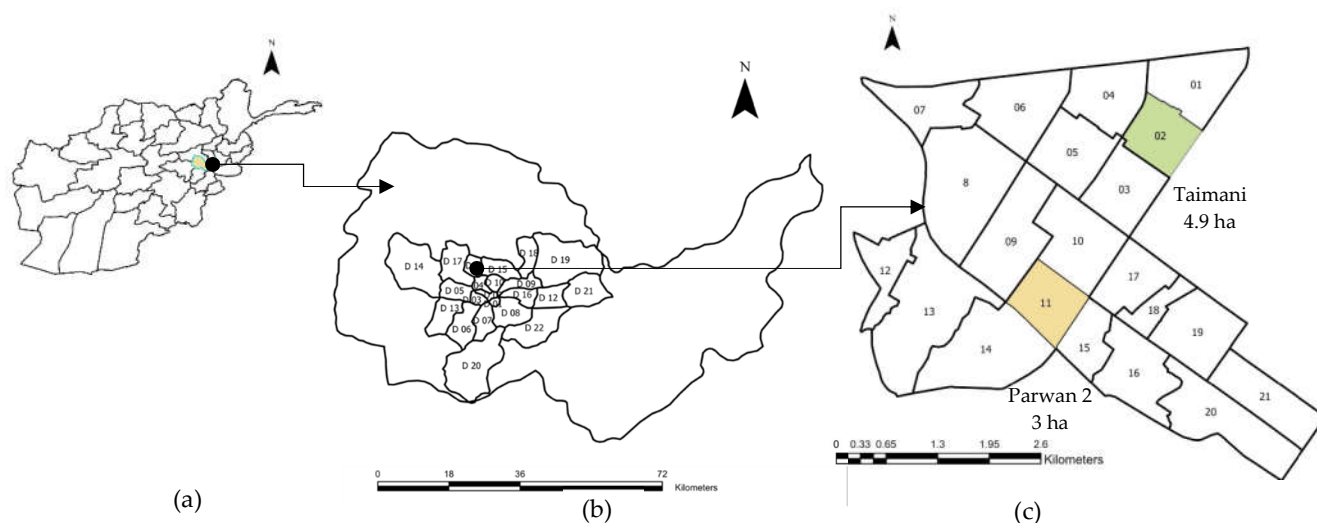 N
N
N
01
04
06
07
02
05
8
03
Taimani
4.9 ha
09
10
12
17
11
18
13
19
15
14
16
21
20
Parwan 2
3 ha
D 18
D 17
D 15
D 19
D 14
D 10
D 09
D 05
D 16
D 12
D 21
D 03
D 13
D 08
D 07
D 06
D 22
D 20
0 18 36 72
Kilometers
0 0.33 0.65 1.3 1.95 2.6
Kilometers
(a)
(b)
(c)